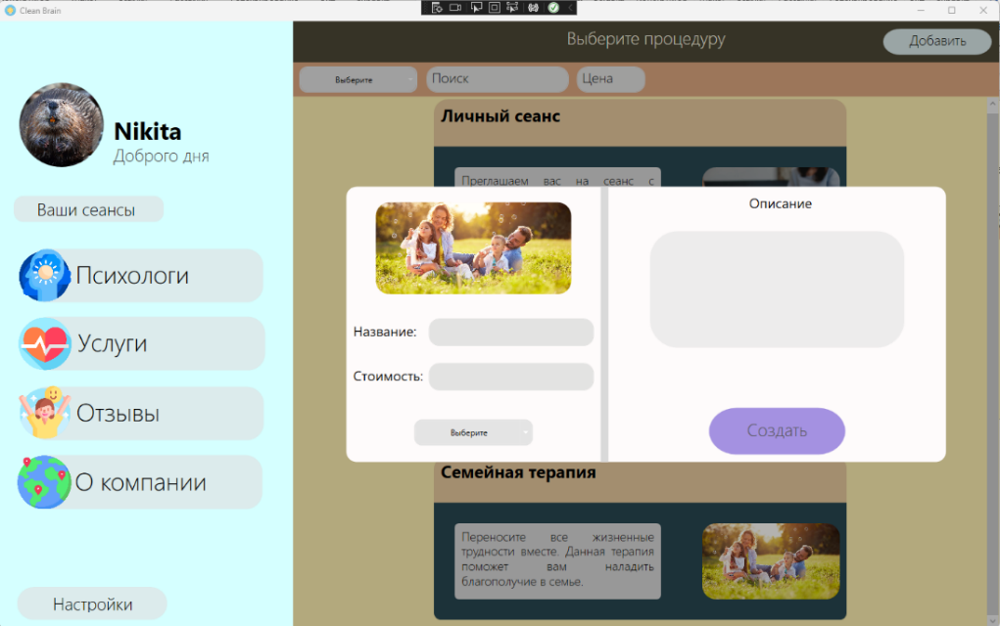 Clean Brain
Выберите процедуру
Добавить
Выберите
Поиск
Цена
Nikita
Доброго дня
Ваши сеансы
Психологи
Услуги
Отзывы
О компании
Настройки
Личный сеанс
Приглашаем вас на сеанс с
Описание
Название:
Стоимость:
Выберите
Создать
Семейная терапия
Переносите все жизненные
трудности вместе. Данная терапия
поможет вам наладить
благополучие в семье.